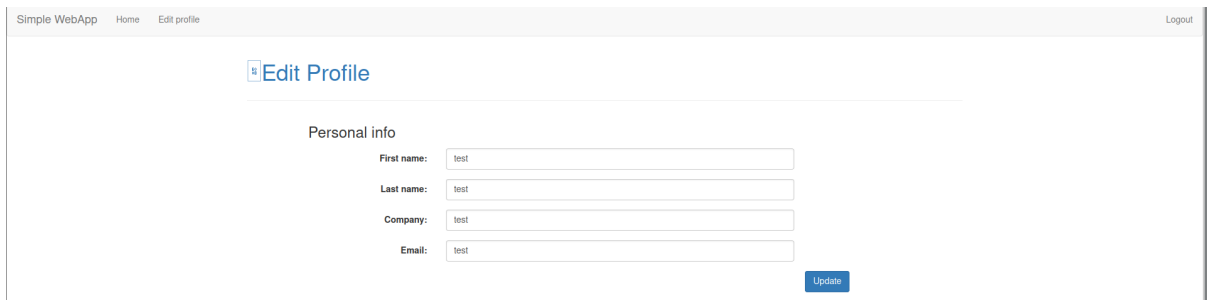 Simple WebApp Home Edit profile Logout
Edit Profile
Personal info
First name: test
Last name: test
Company: test
Email: test
Update